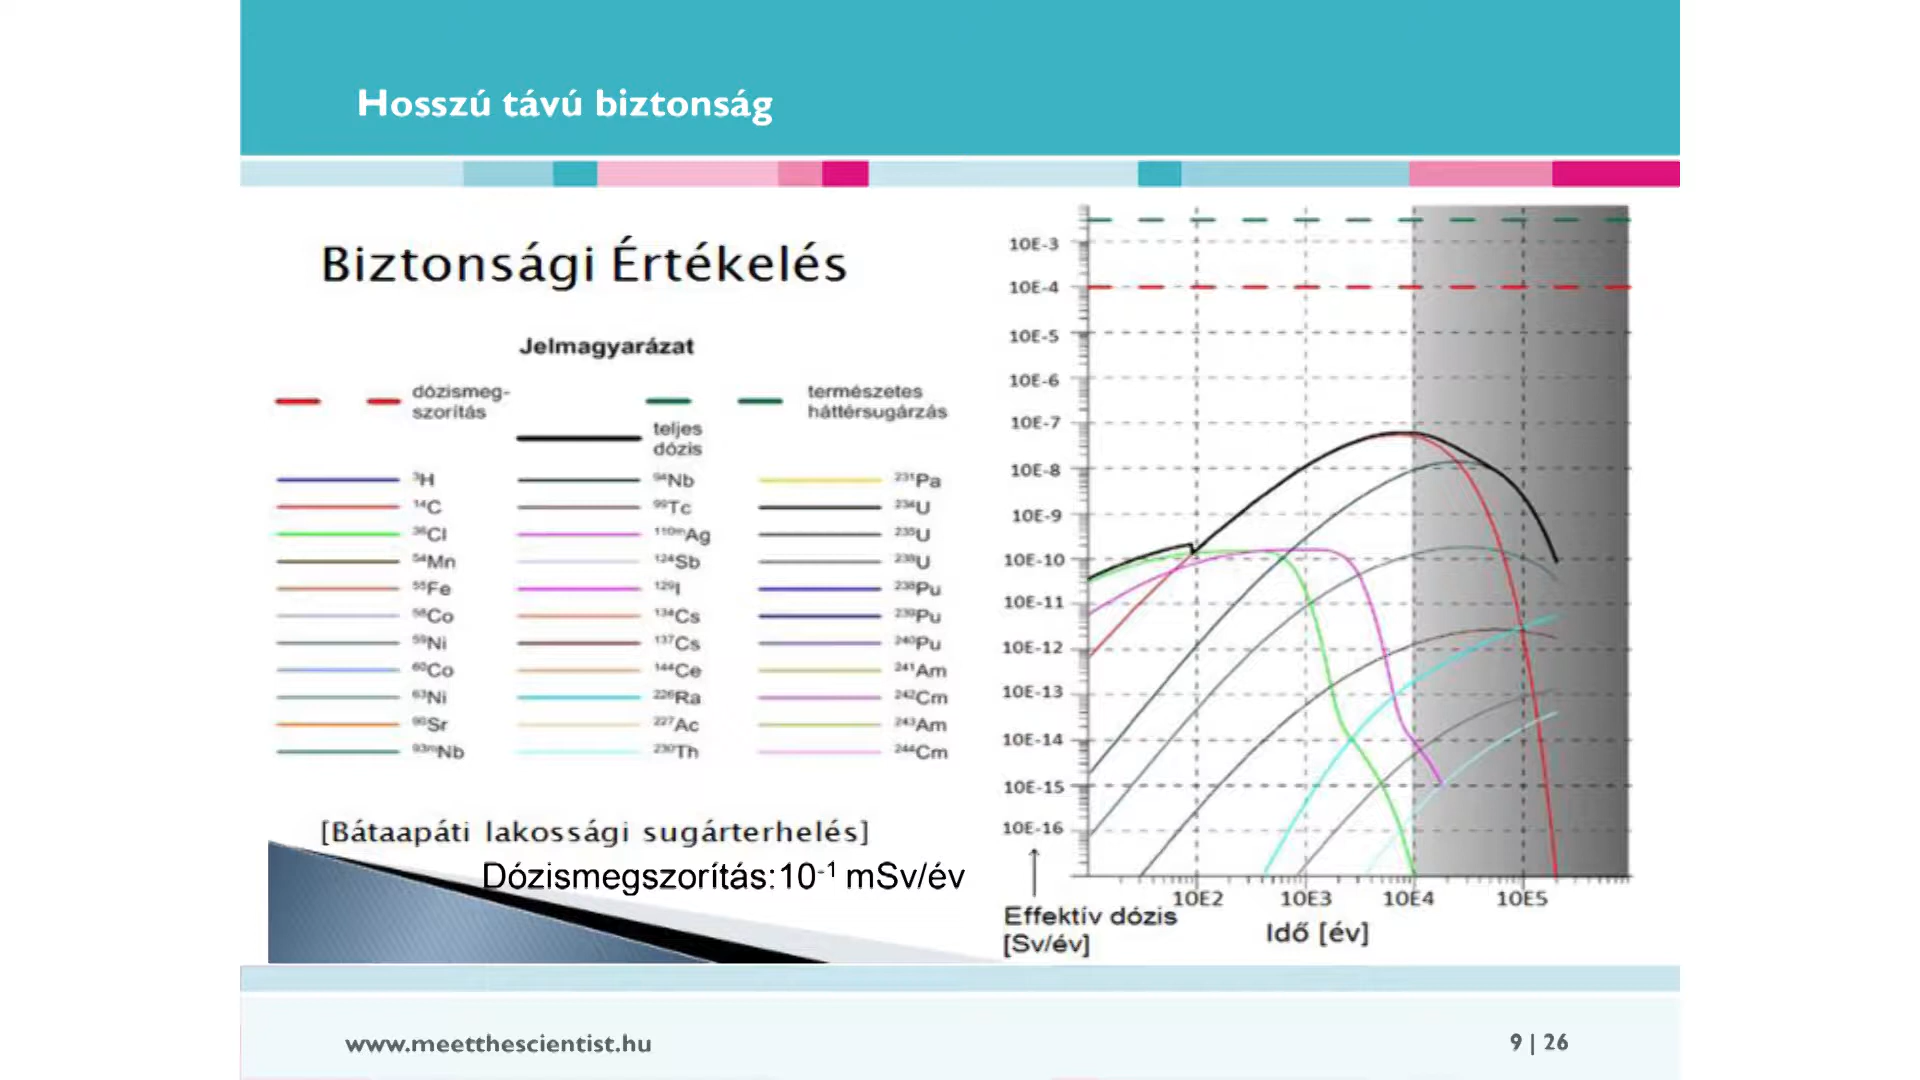 Hosszú távú biztonság
Biztonsági Értékelés
Jelmagyarázat
dózismeg-
szorítás
természetes
háttérsugárzás
teljes
dózis
³H
⁹⁴Nb
²³¹Pa
¹⁴C
⁹⁹Tc
²³⁴U
³⁶Cl
¹¹⁰ᵐAg
²³⁵U
⁵⁴Mn
¹²⁴Sb
²³⁸U
⁵⁵Fe
¹²⁹I
²³⁸Pu
⁵⁸Co
¹³⁴Cs
²³⁹Pu
⁵⁹Ni
¹³⁷Cs
²⁴⁰Pu
⁶⁰Co
¹⁴⁴Ce
²⁴¹Am
⁶³Ni
²²⁶Ra
²⁴²Cm
⁹⁰Sr
²²⁷Ac
²⁴³Am
⁹³ᵐNb
²³⁰Th
²⁴⁴Cm
[Bátaapáti lakossági sugárterhelés]
Dózismegszorítás:10⁻¹ mSv/év
10E-3
10E-4
10E-5
10E-6
10E-7
10E-8
10E-9
10E-10
10E-11
10E-12
10E-13
10E-14
10E-15
10E-16
10E2
10E3
10E4
10E5
Effektív dózis
[Sv/év]
Idő [év]
www.meetthescientist.hu
9 | 26